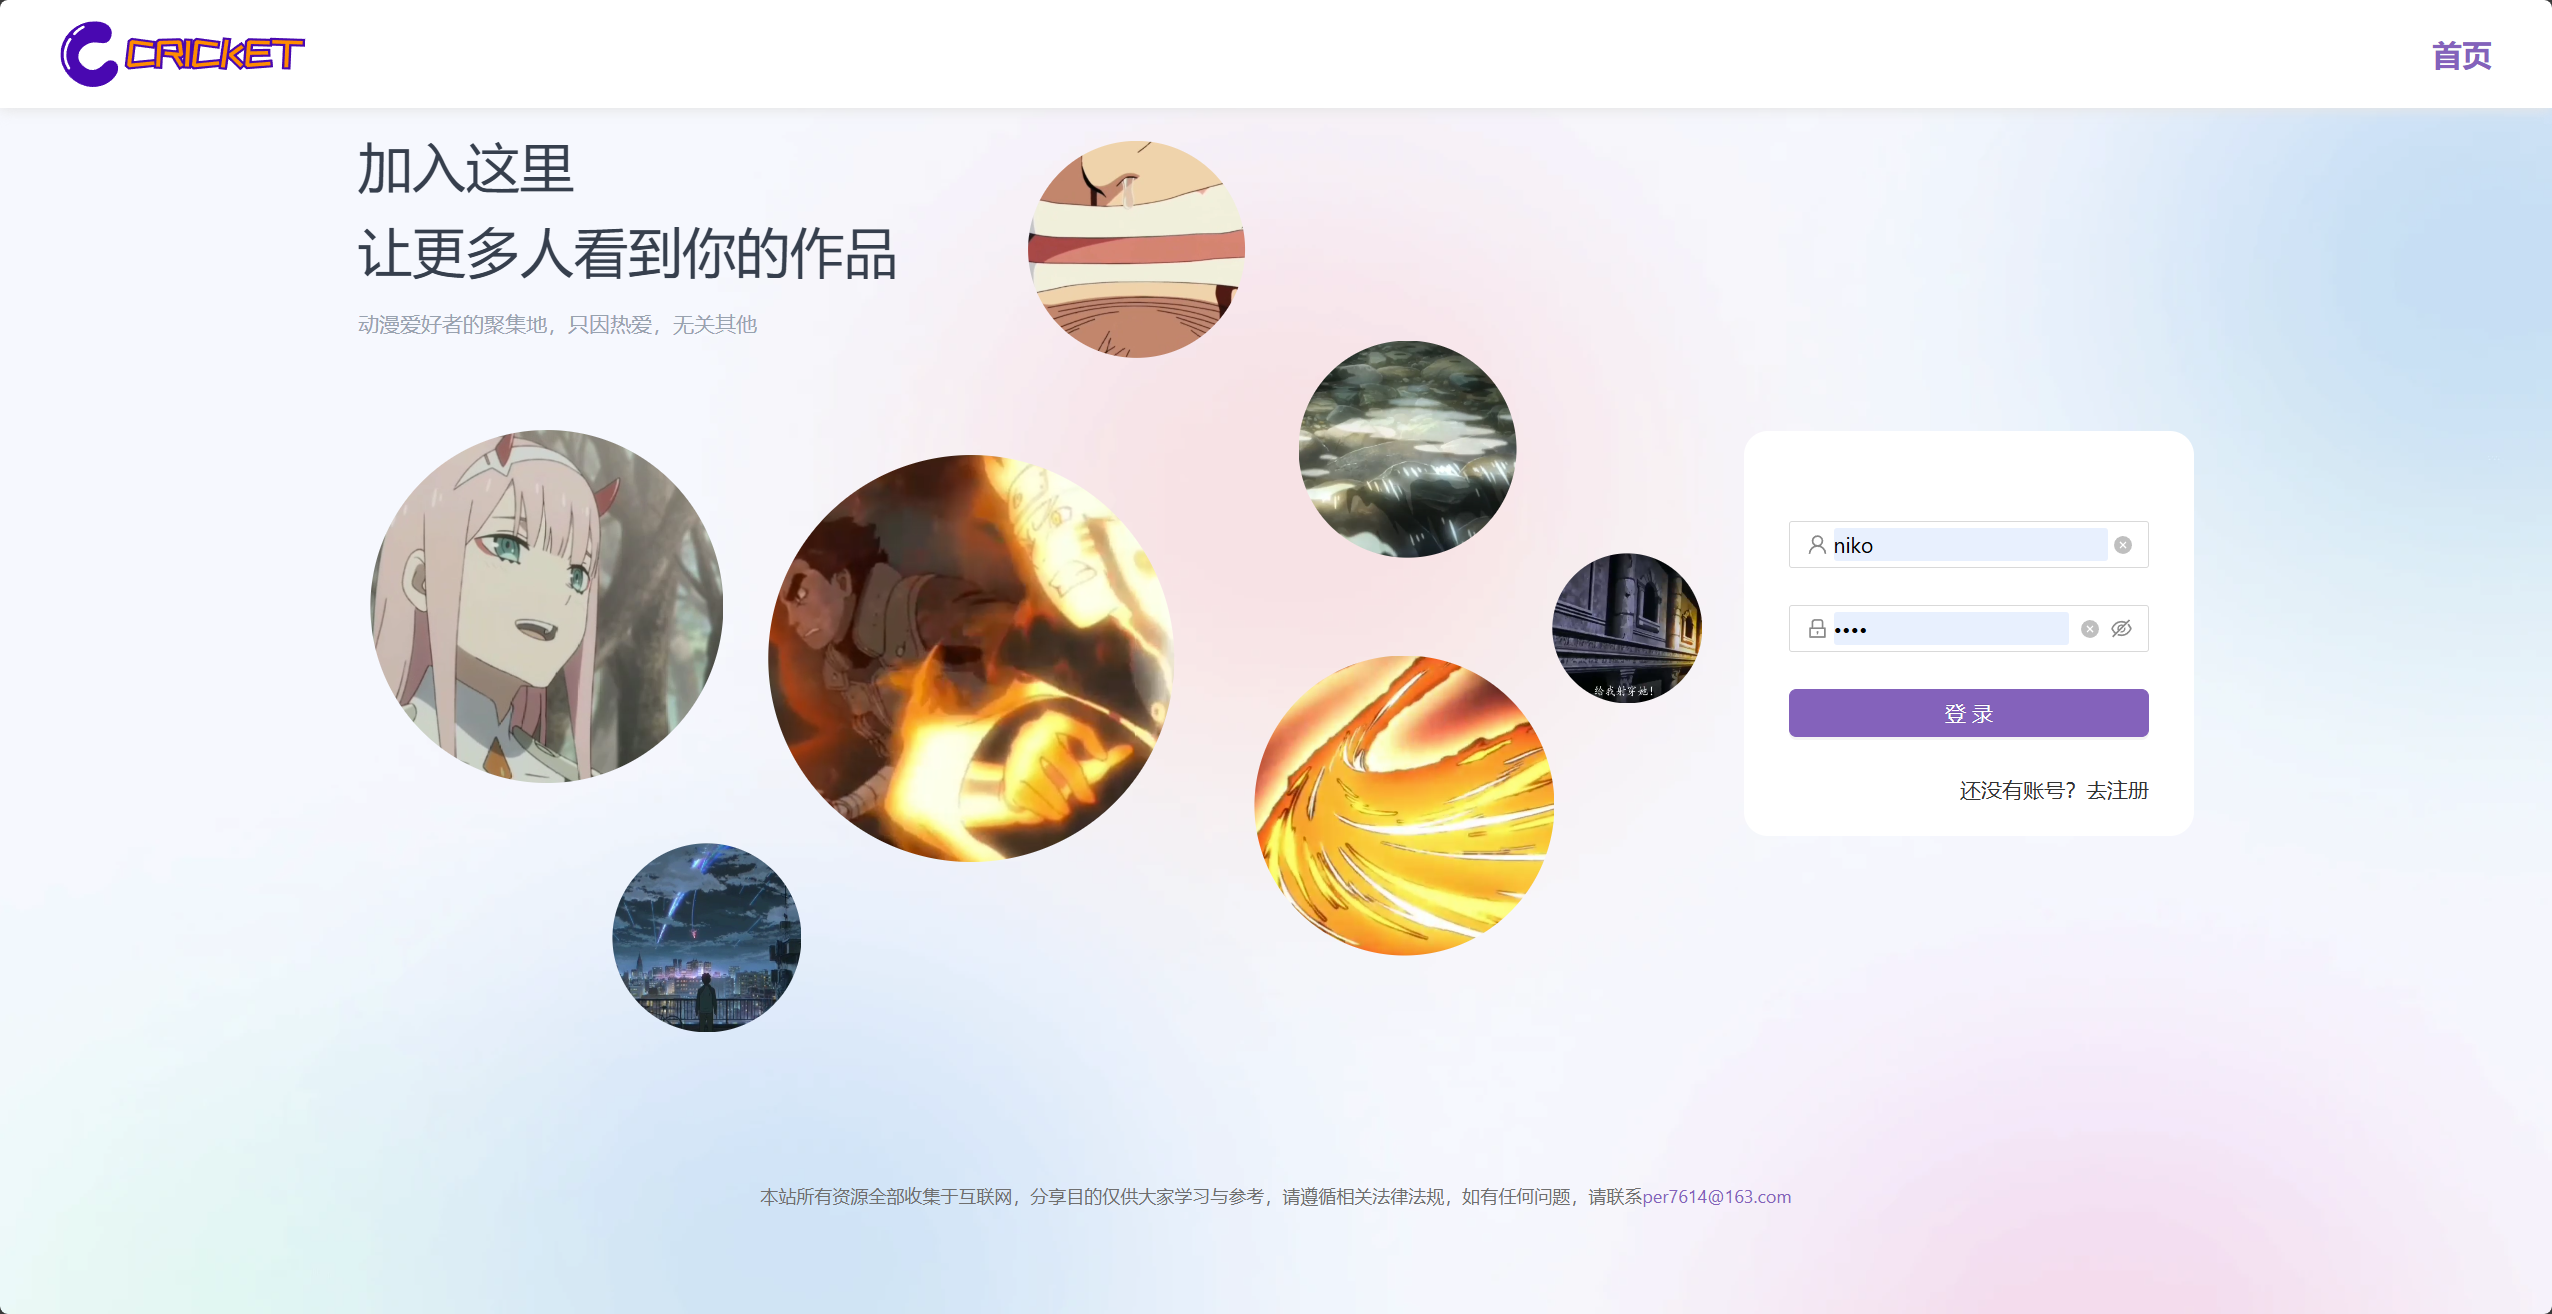 CRICKET
首页
加入这里
让更多人看到你的作品
动漫爱好者的聚集地，只因热爱，无关其他
niko
••••
给我射穿她！
登 录
还没有账号？去注册
本站所有资源全部收集于互联网，分享目的仅供大家学习与参考，请遵循相关法律法规，如有任何问题，请联系per7614@163.com